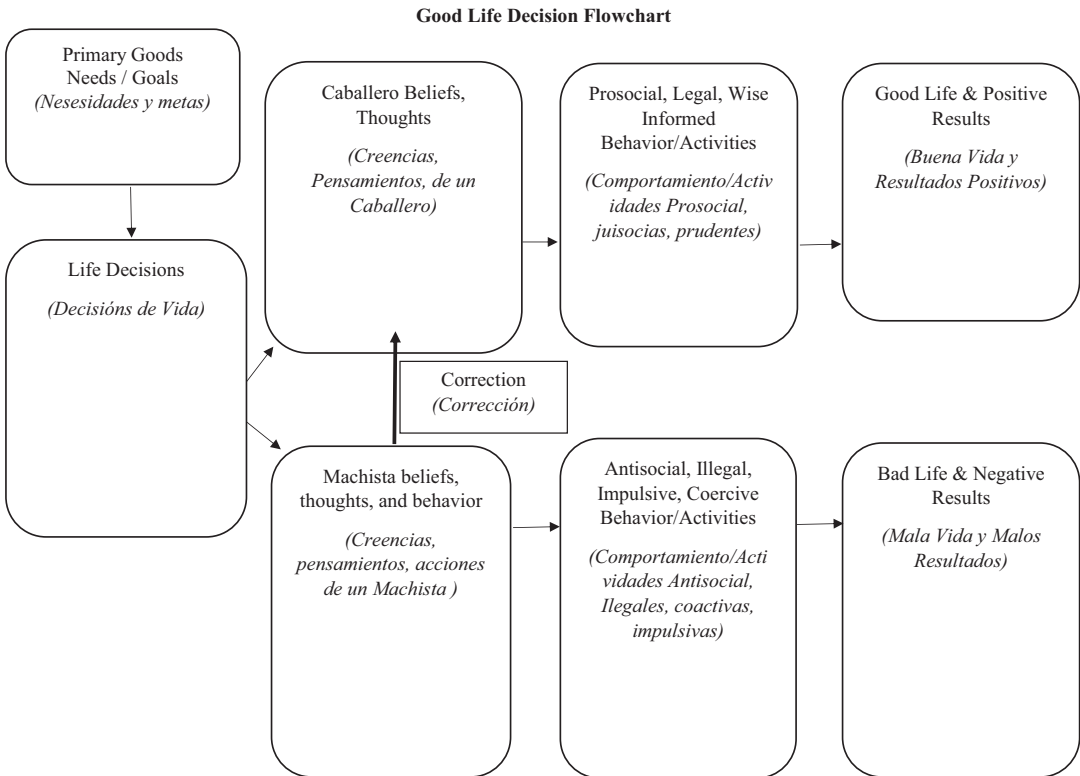 Good Life Decision Flowchart
Primary Goods
Needs / Goals
(Nesesidades y metas)
Life Decisions
(Decisións de Vida)
Caballero Beliefs,
Thoughts
(Creencias,
Pensamientos, de un
Caballero)
Prosocial, Legal, Wise
Informed
Behavior/Activities
(Comportamiento/Activ
idades Prosocial,
juisocias, prudentes)
Good Life & Positive
Results
(Buena Vida y
Resultados Positivos)
Correction
(Corrección)
Machista beliefs,
thoughts, and behavior
(Creencias,
pensamientos, acciones
de un Machista )
Antisocial, Illegal,
Impulsive, Coercive
Behavior/Activities
(Comportamiento/Acti
vidades Antisocial,
Ilegales, coactivas,
impulsivas)
Bad Life & Negative
Results
(Mala Vida y Malos
Resultados)